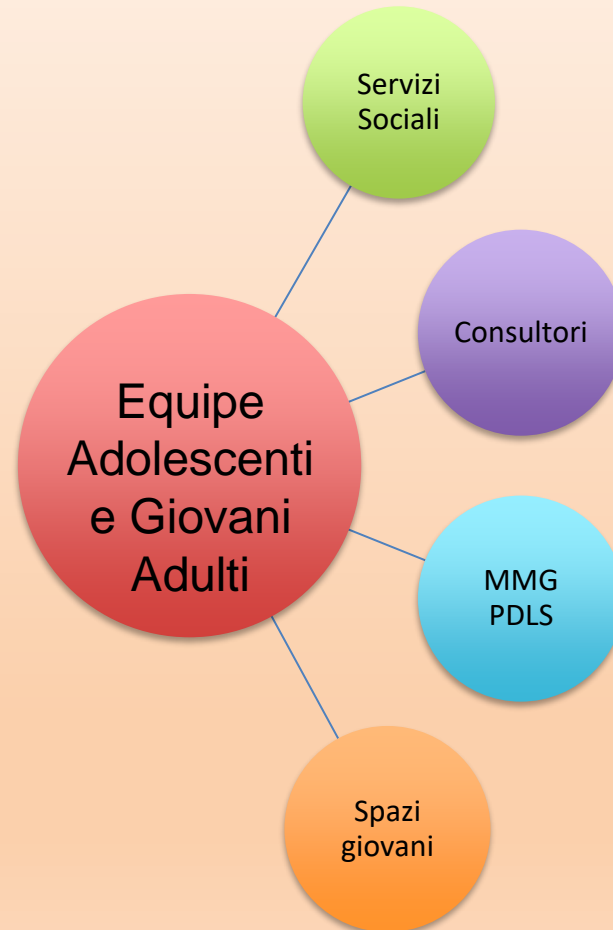 Servizi
Sociali
Consultori
Equipe
Adolescenti
e Giovani
Adulti
MMG
PDLS
Spazi
giovani